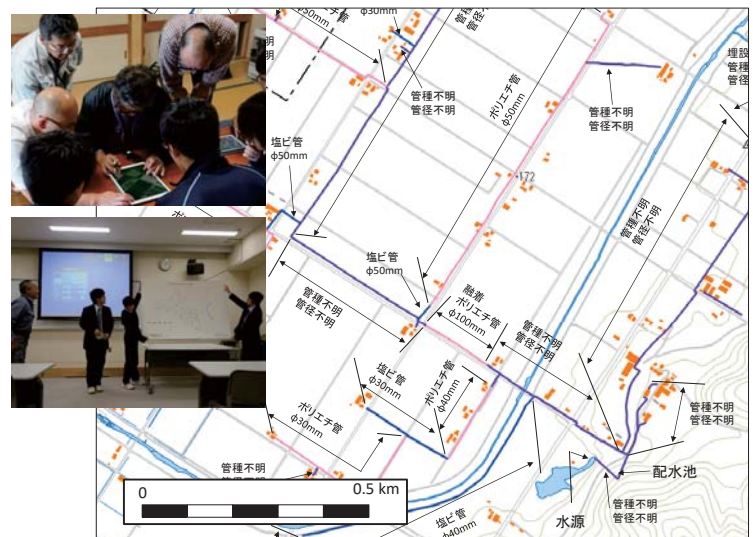 φ50mm
φ30mm
管種不明
管径不明
管種不明
管径不明
ポリエチ管
φ50mm
埋設
管種
管径
塩ビ管
φ50mm
172
管種不明
管径不明
塩ビ管
φ50mm
管種不明
管径不明
融着
ポリエチ管
φ100mm
管種不明
管径不明
塩ビ管
φ30mm
ポリエチ管
φ40mm
ポリエチ管
φ30mm
管種不明
管径不明
管種不明
0
0.5 km
塩ビ管
φ40mm
配水池
水源
管種不明
管径不明